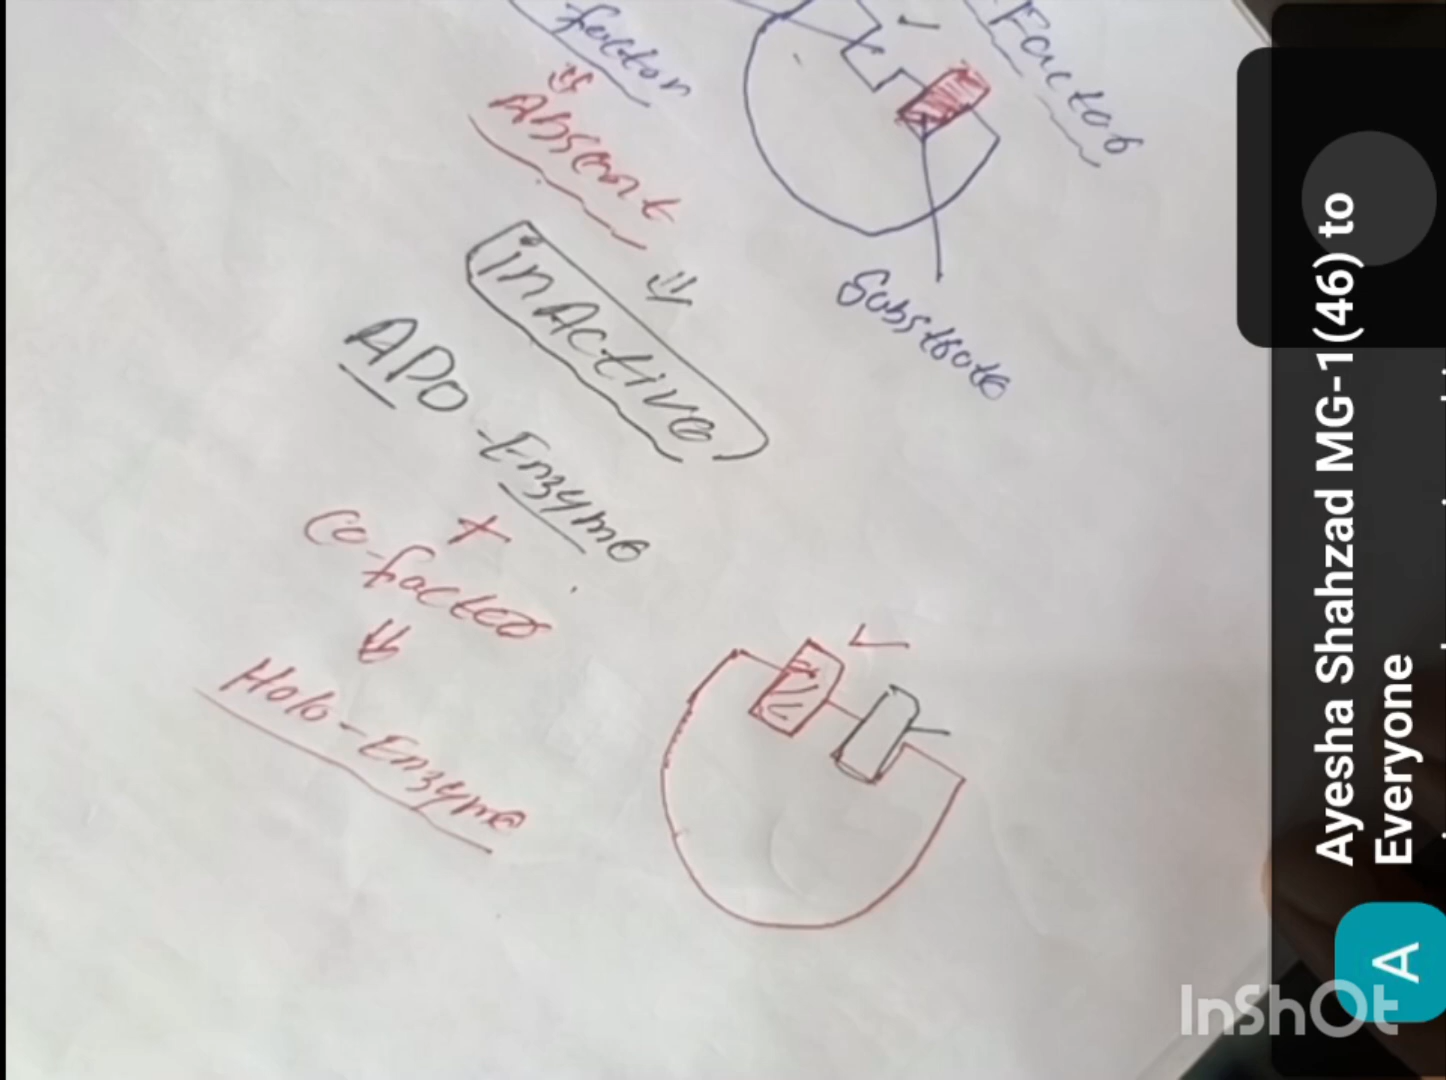 factor
Absent
inActive
APO-Enzyme
+
Co-factor
Holo-Enzyme
Factor
Substrate
Ayesha Shahzad MG-1(46) to
Everyone
A
InShOt